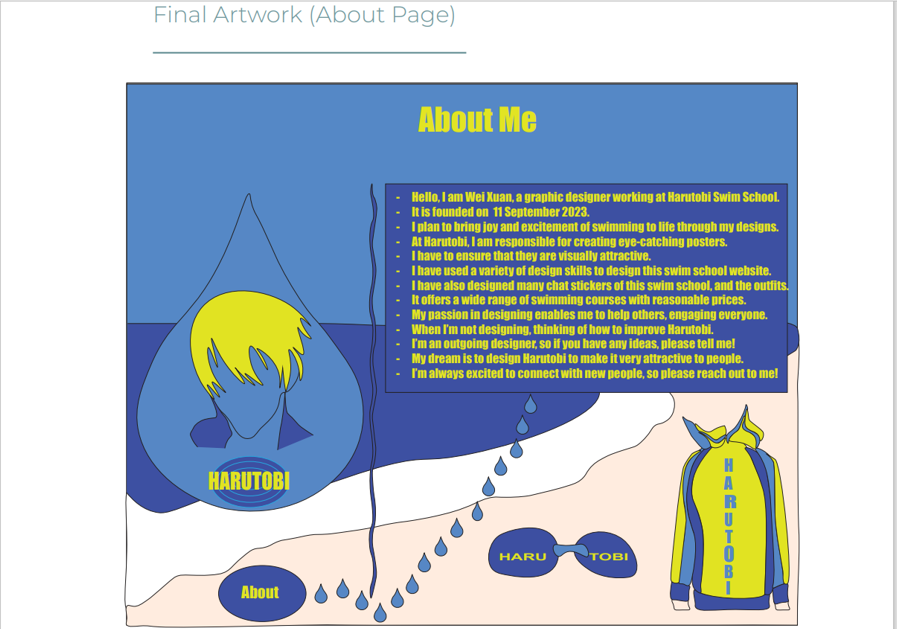 Final Artwork (About Page)
About Me
- Hello, I am Wei Xuan, a graphic designer working at Harutobi Swim School.
- It is founded on 11 September 2023.
- I plan to bring joy and excitement of swimming to life through my designs.
- At Harutobi, I am responsible for creating eye-catching posters.
- I have to ensure that they are visually attractive.
- I have used a variety of design skills to design this swim school website.
- I have also designed many chat stickers of this swim school, and the outfits.
- It offers a wide range of swimming courses with reasonable prices.
- My passion in designing enables me to help others, engaging everyone.
- When I'm not designing, thinking of how to improve Harutobi.
- I'm an outgoing designer, so if you have any ideas, please tell me!
- My dream is to design Harutobi to make it very attractive to people.
- I'm always excited to connect with new people, so please reach out to me!
HARUTOBI
HARUTOBI
HARU TOBI
About